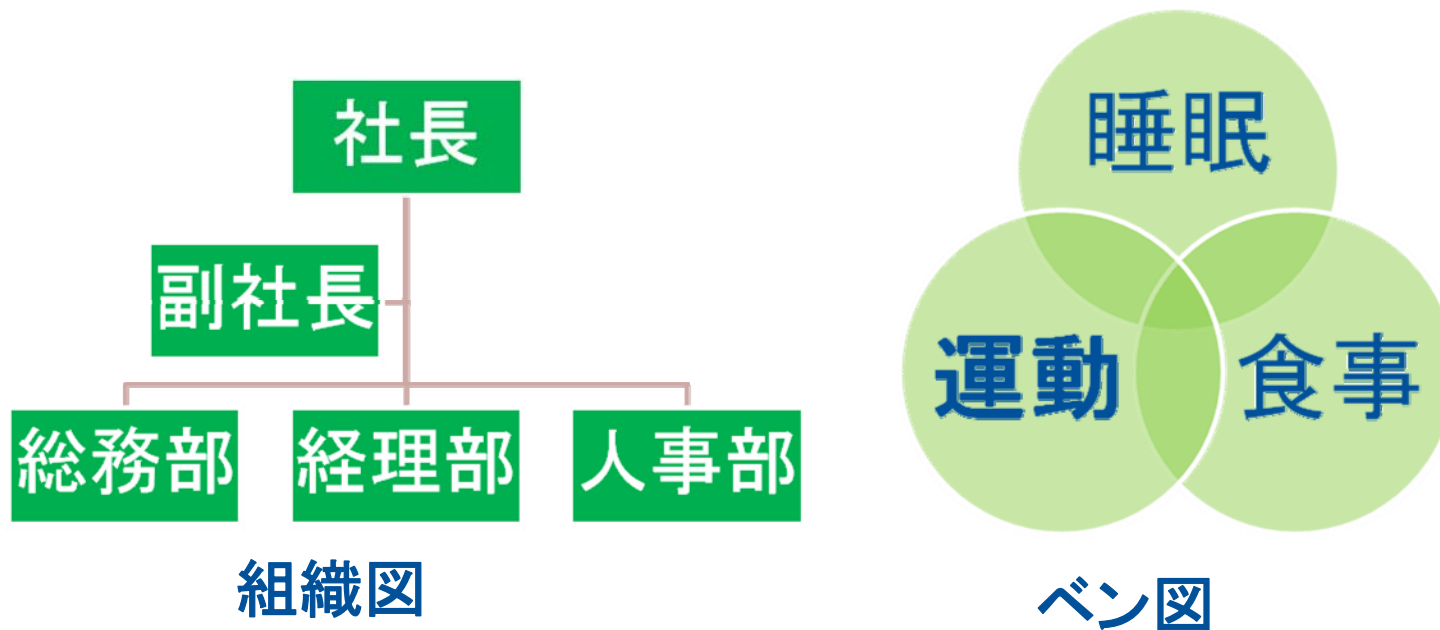 社長
副社長
総務部
経理部
人事部
組織図
睡眠
運動
食事
ベン図